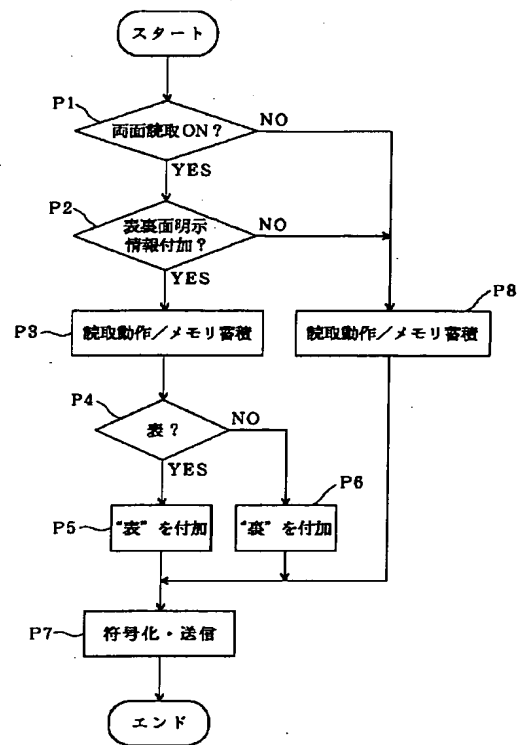 スタート
P1
両面読取ON?
NO
YES
P2
表裏面明示
情報付加?
NO
YES
P3
読取動作/メモリ蓄積
P8
読取動作/メモリ蓄積
P4
表?
NO
YES
P5
“表”を付加
P6
“裏”を付加
P7
符号化・送信
エンド